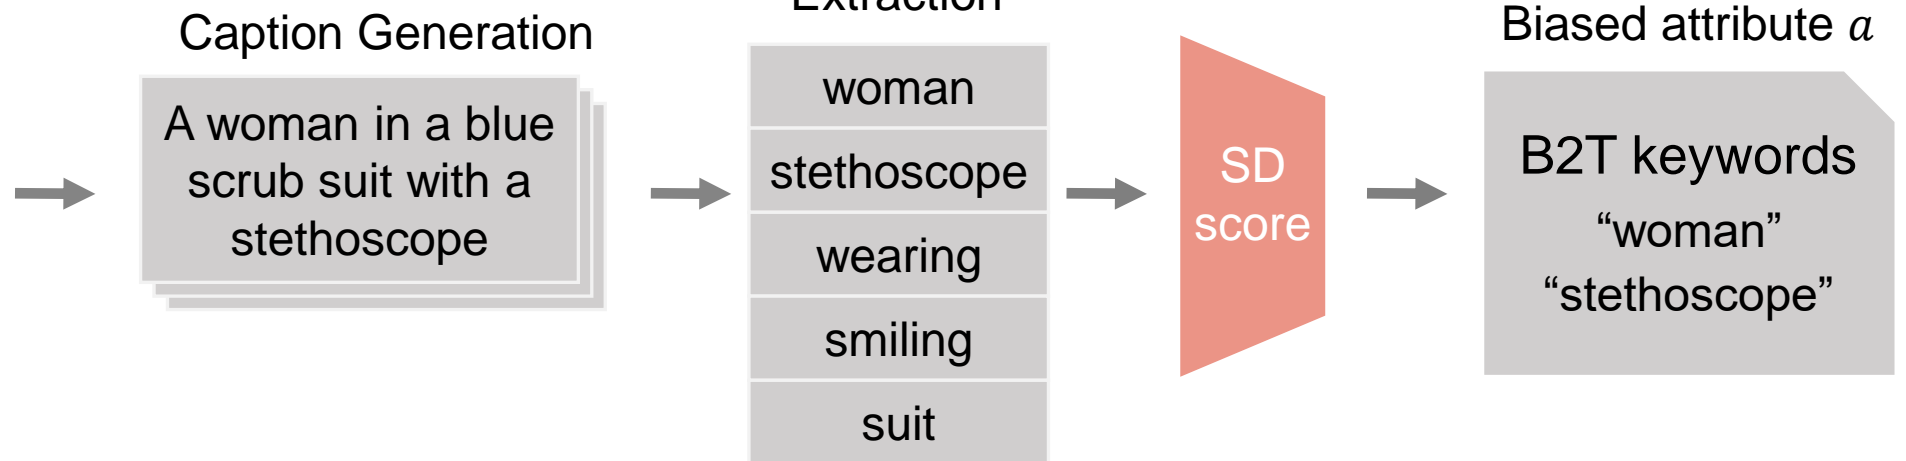 Caption Generation
A woman in a blue
scrub suit with a
stethoscope
Extraction
woman
stethoscope
wearing
smiling
suit
SD
score
Biased attribute a
B2T keywords
“woman”
“stethoscope”